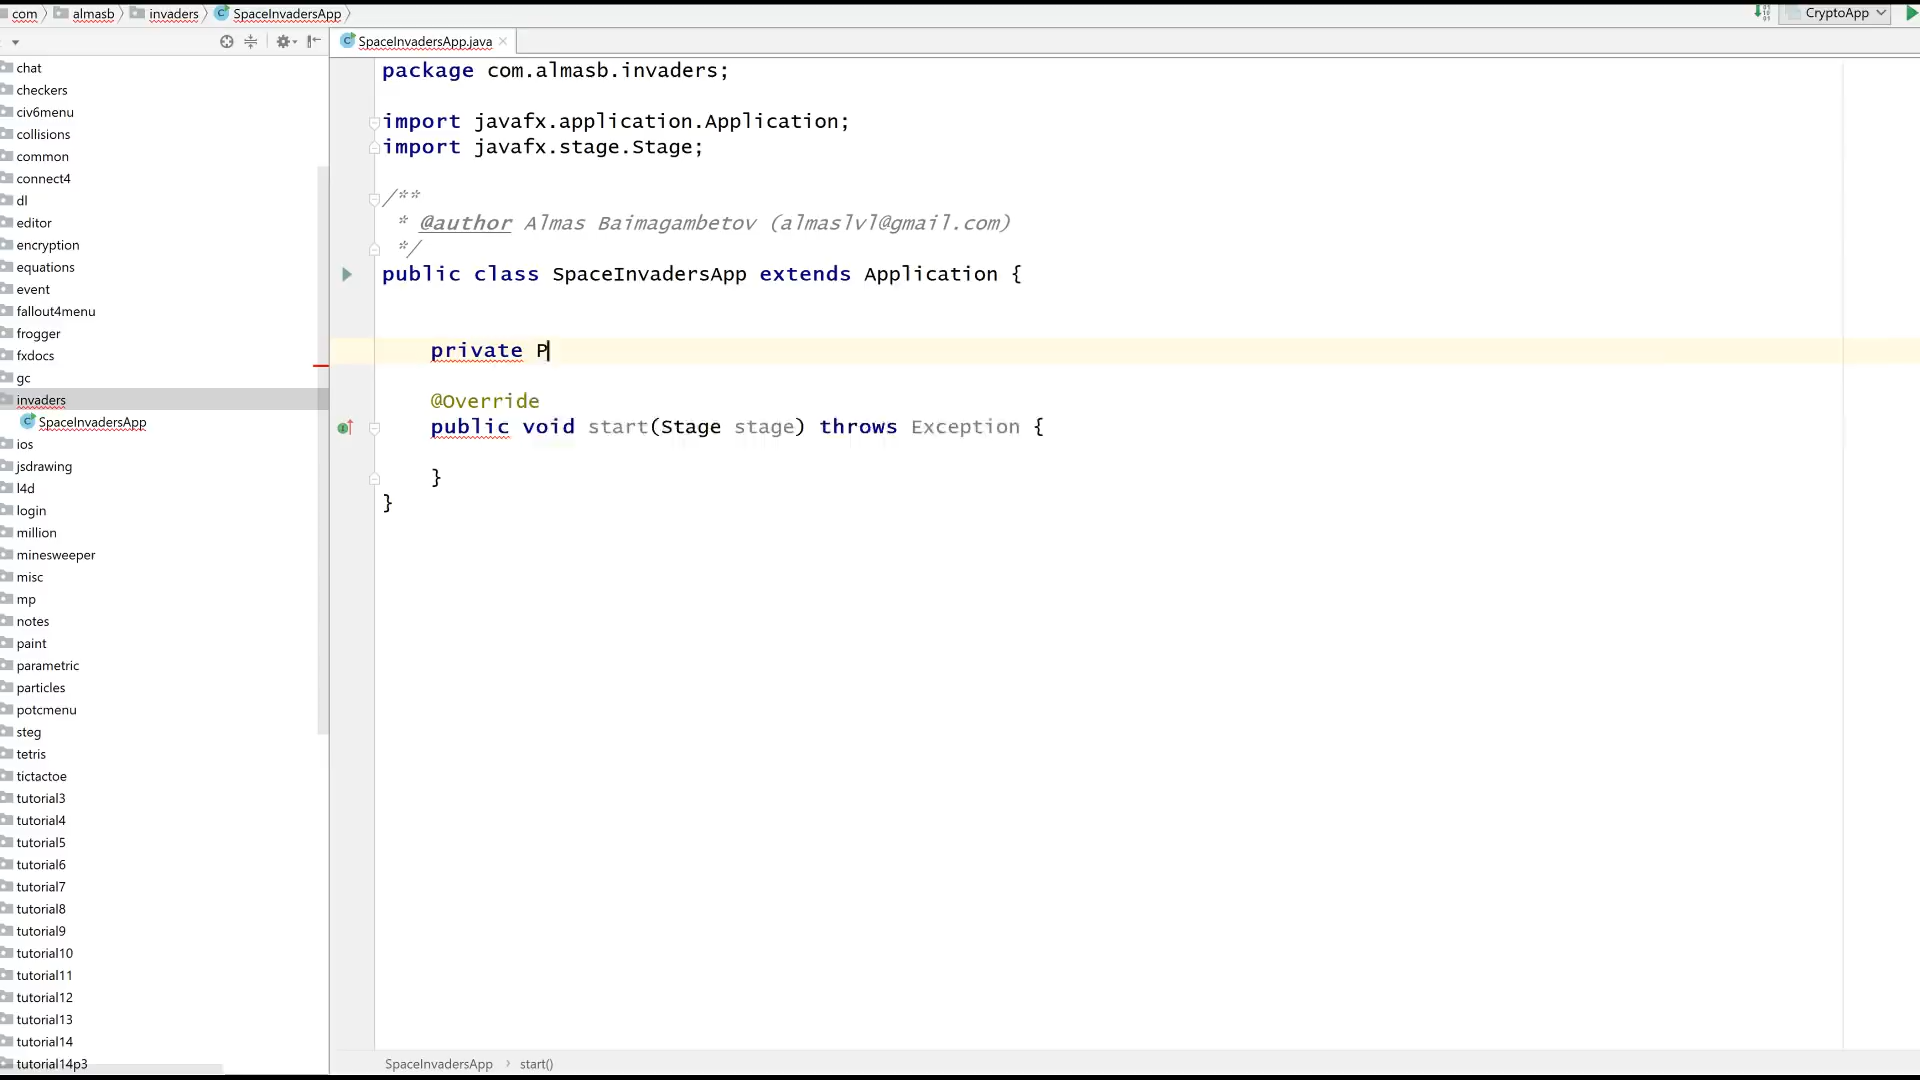 com almasb invaders SpaceInvadersApp CryptoApp
SpaceInvadersApp.java
chat
checkers
civ6menu
collisions
common
connect4
dl
editor
encryption
equations
event
fallout4menu
frogger
fxdocs
gc
invaders
SpaceInvadersApp
ios
jsdrawing
l4d
login
million
minesweeper
misc
mp
notes
paint
parametric
particles
potcmenu
steg
tetris
tictactoe
tutorial3
tutorial4
tutorial5
tutorial6
tutorial7
tutorial8
tutorial9
tutorial10
tutorial11
tutorial12
tutorial13
tutorial14
tutorial14p3
package com.almasb.invaders;
import javafx.application.Application;
import javafx.stage.Stage;
/**
* @author Almas Baimagambetov (almaslvl@gmail.com)
*/
public class SpaceInvadersApp extends Application {
private P
@Override
public void start(Stage stage) throws Exception {
}
}
SpaceInvadersApp start()